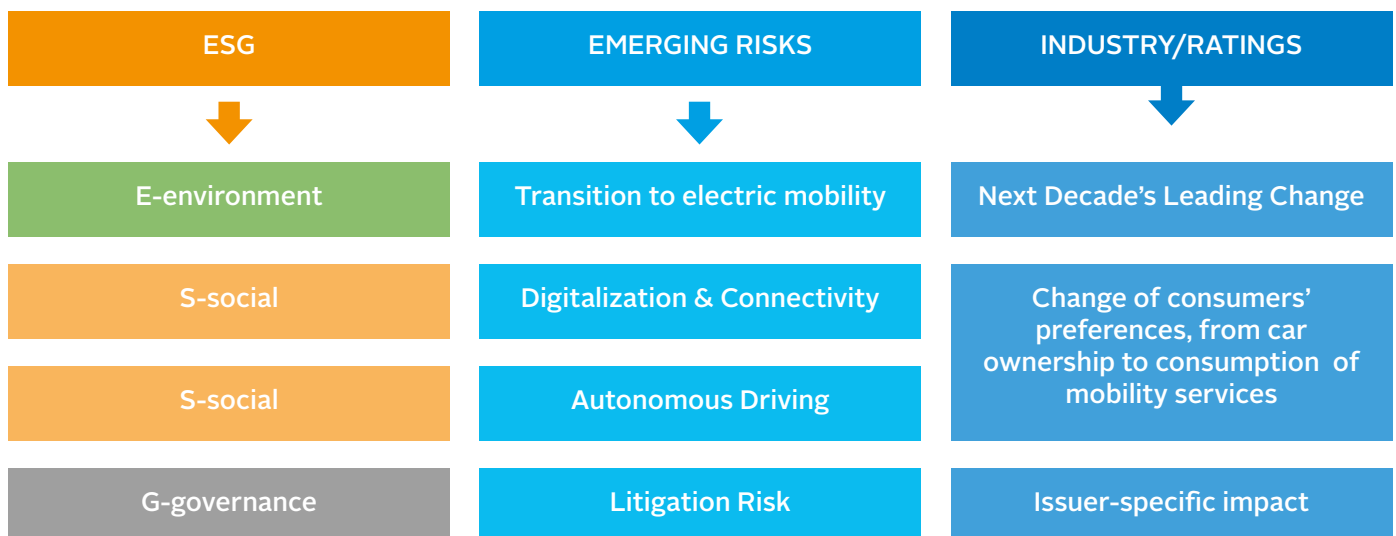 ESG
EMERGING RISKS
INDUSTRY/RATINGS
E-environment
Transition to electric mobility
Next Decade’s Leading Change
S-social
Digitalization & Connectivity
Change of consumers’
preferences, from car
ownership to consumption of
mobility services
S-social
Autonomous Driving
G-governance
Litigation Risk
Issuer-specific impact